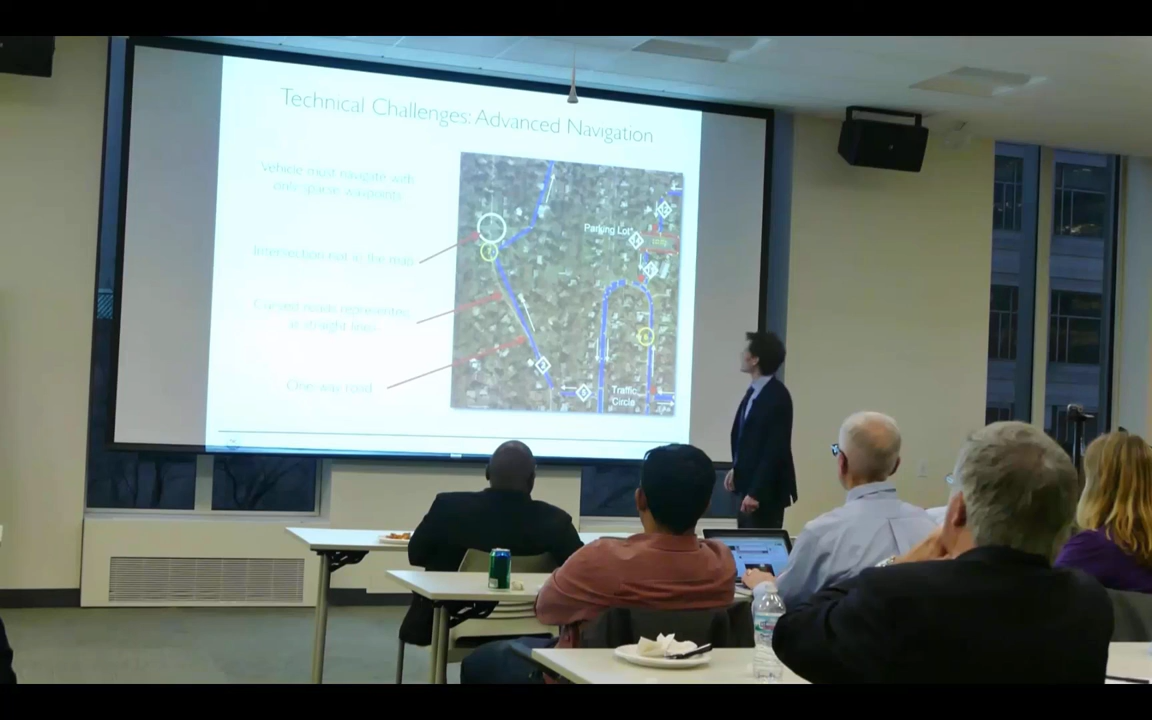 Technical Challenges: Advanced Navigation
Vehicle must navigate with
only sparse waypoints
Intersection not in the map
Curved roads represented
as straight lines
One-way road
Parking Lot
Traffic
Circle